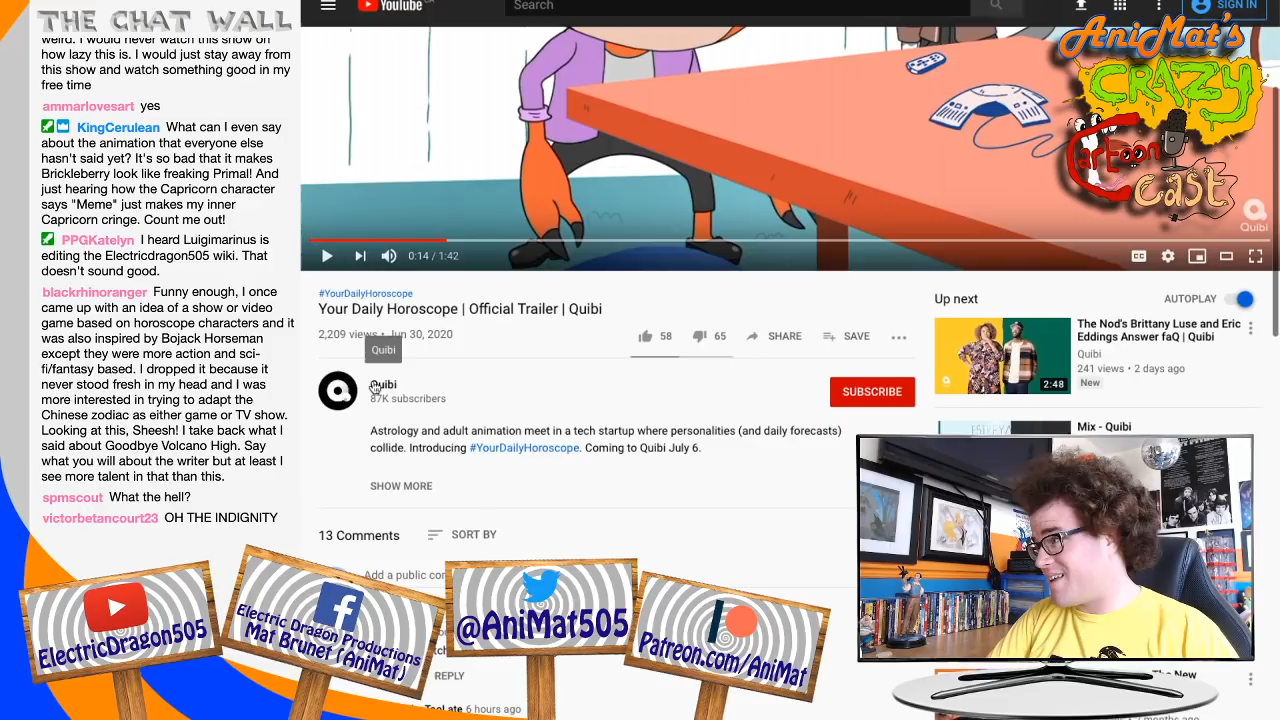 THE CHAT WALL
weird. I would never watch this show on
how lazy this is. I would just stay away from
this show and watch something good in my
free time
ammarlovesart yes
KingCerulean What can I even say
about the animation that everyone else
hasn't said yet? It's so bad that it makes
Brickleberry look like freaking Primal! And
just hearing how the Capricorn character
says "Meme" just makes my inner
Capricorn cringe. Count me out!
PPGKatelyn I heard Luigimarinus is
editing the Electricdragon505 wiki. That
doesn't sound good.
blackrhinoranger Funny enough, I once
came up with an idea of a show or video
game based on horoscope characters and it
was also inspired by Bojack Horseman
except they were more action and sci-
fi/fantasy based. I dropped it because it
never stood fresh in my head and I was
more interested in trying to adapt the
Chinese zodiac as either game or TV show.
Looking at this, Sheesh! I take back what I
said about Goodbye Volcano High. Say
what you will about the writer but at least I
see more talent in that than this.
spmscout What the hell?
victorbetancourt23 OH THE INDIGNITY
YouTube
Search
SIGN IN
AniMat's
CRAZY
Cartoon
Cast
Quibi
0:14 / 1:42
CC
#YourDailyHoroscope
Your Daily Horoscope | Official Trailer | Quibi
2,209 views • Jun 30, 2020
58
65
SHARE
SAVE
Quibi
Quibi
87K subscribers
SUBSCRIBE
Astrology and adult animation meet in a tech startup where personalities (and daily forecasts)
collide. Introducing #YourDailyHoroscope. Coming to Quibi July 6.
SHOW MORE
13 Comments
SORT BY
Add a public con
REPLY
6 hours ago
Up next
AUTOPLAY
The Nod's Brittany Luse and Eric
Eddings Answer faQ | Quibi
Quibi
241 views • 2 days ago
New
2:48
Mix - Quibi
The New
ElectricDragon505
Electric Dragon Productions
Mat Brunet (AniMat)
@AniMat505
Patreon.com/AniMat